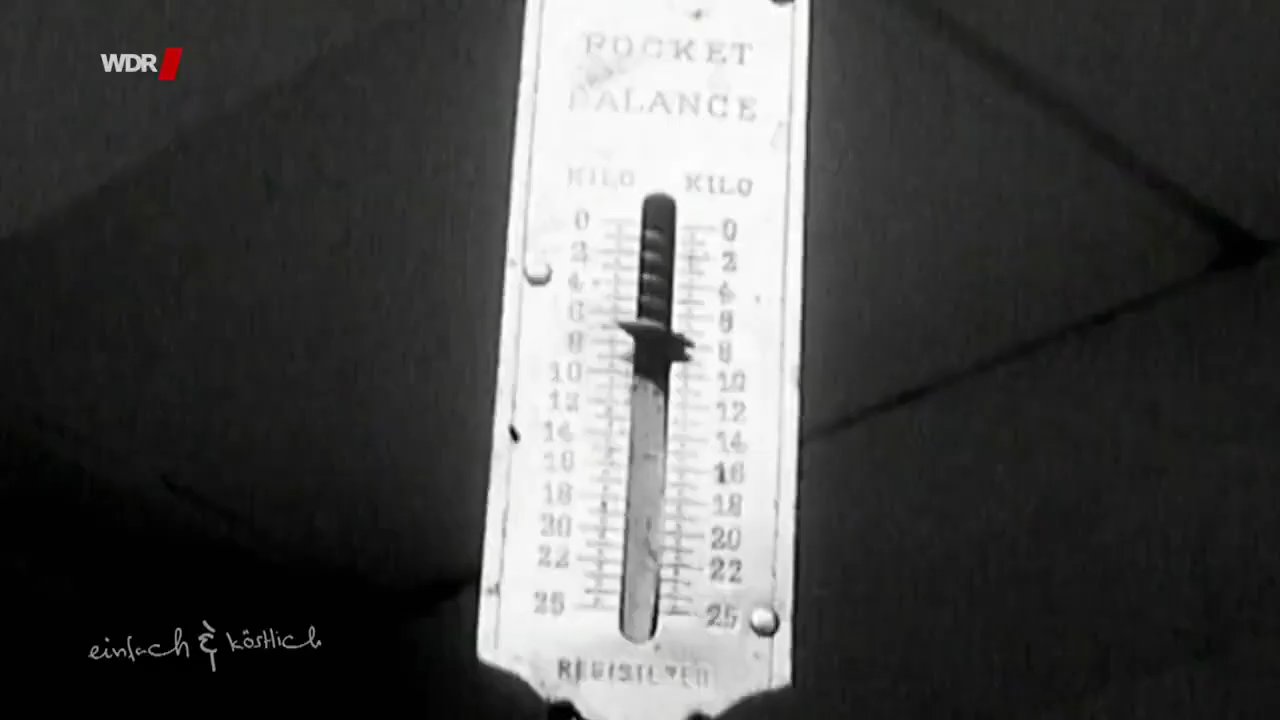 WDR
POCKET
BALANCE
KILO KILO
0 0
2 2
4 4
6 6
8 8
10 10
12 12
14 14
16 16
18 18
20 20
22 22
25 25
REGISTERED
einfach & köstlich